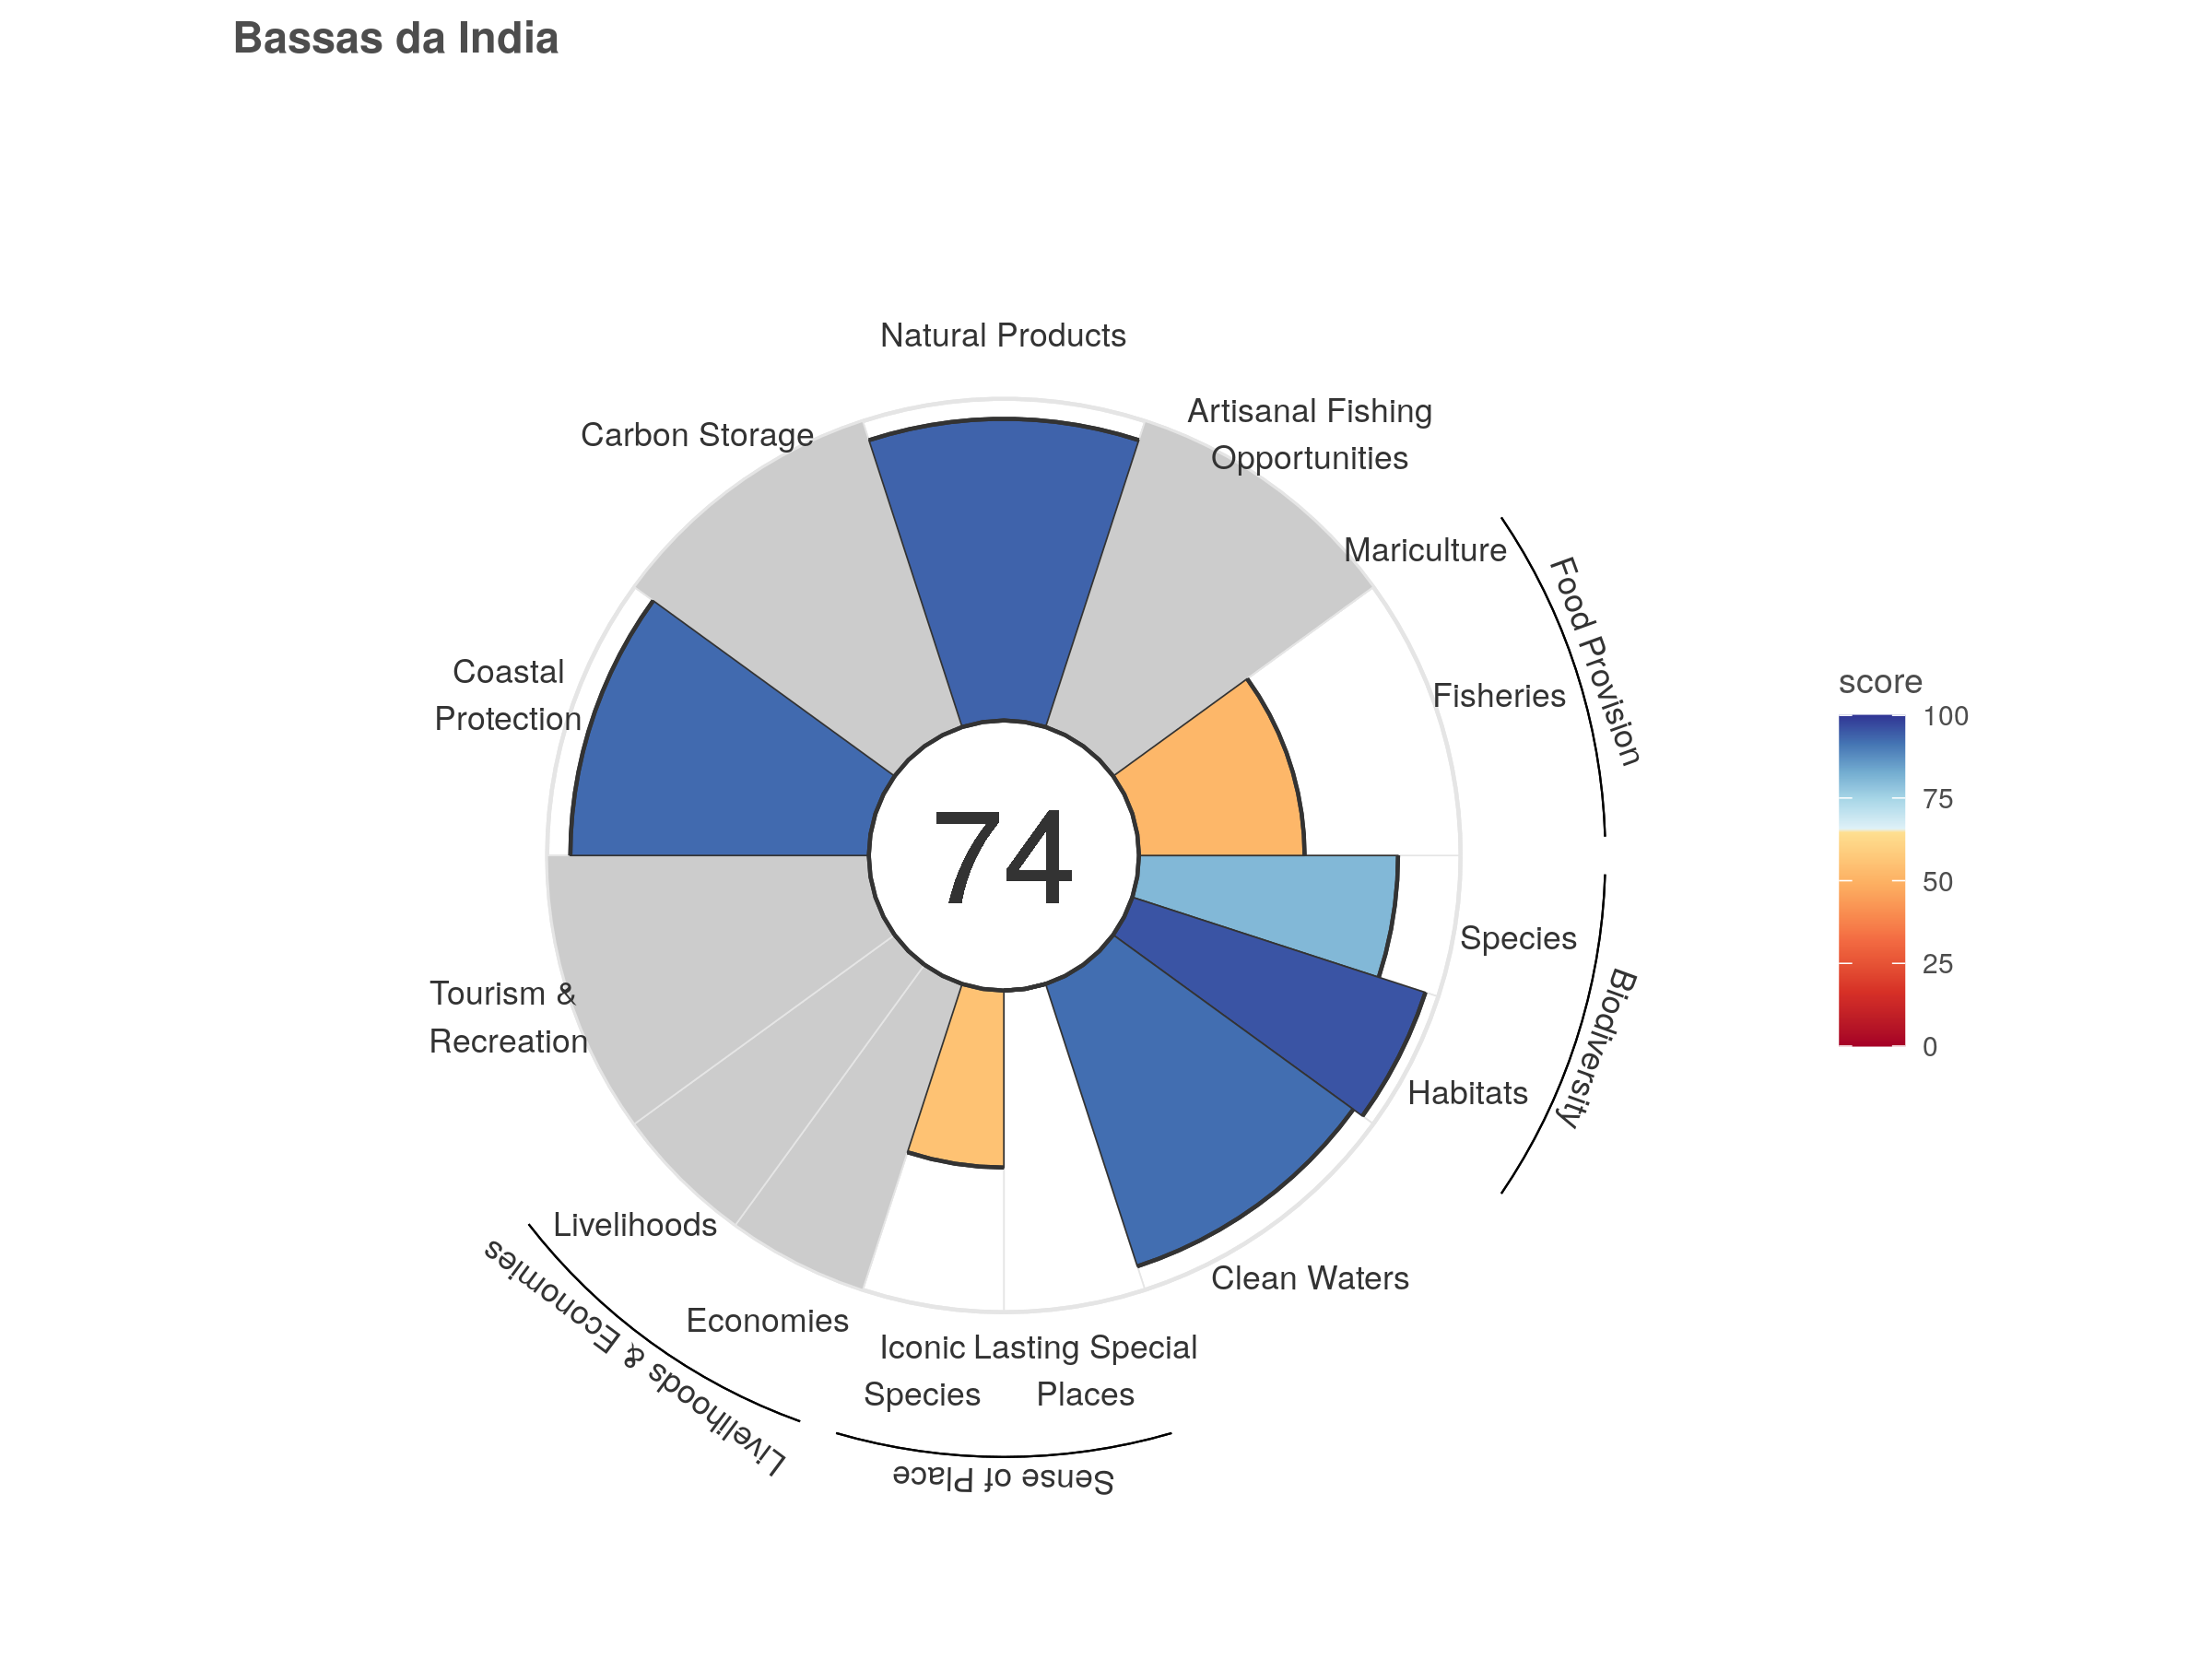 Bassas da India
Natural Products
Artisanal Fishing
Opportunities
Carbon Storage
Mariculture
Food Provision
Fisheries
Coastal
Protection
74
score
100
75
50
25
0
Species
Biodiversity
Habitats
Tourism &
Recreation
Livelihoods
Livelihoods & Economies
Economies
Clean Waters
Iconic
Species
Lasting Special
Places
Sense of Place